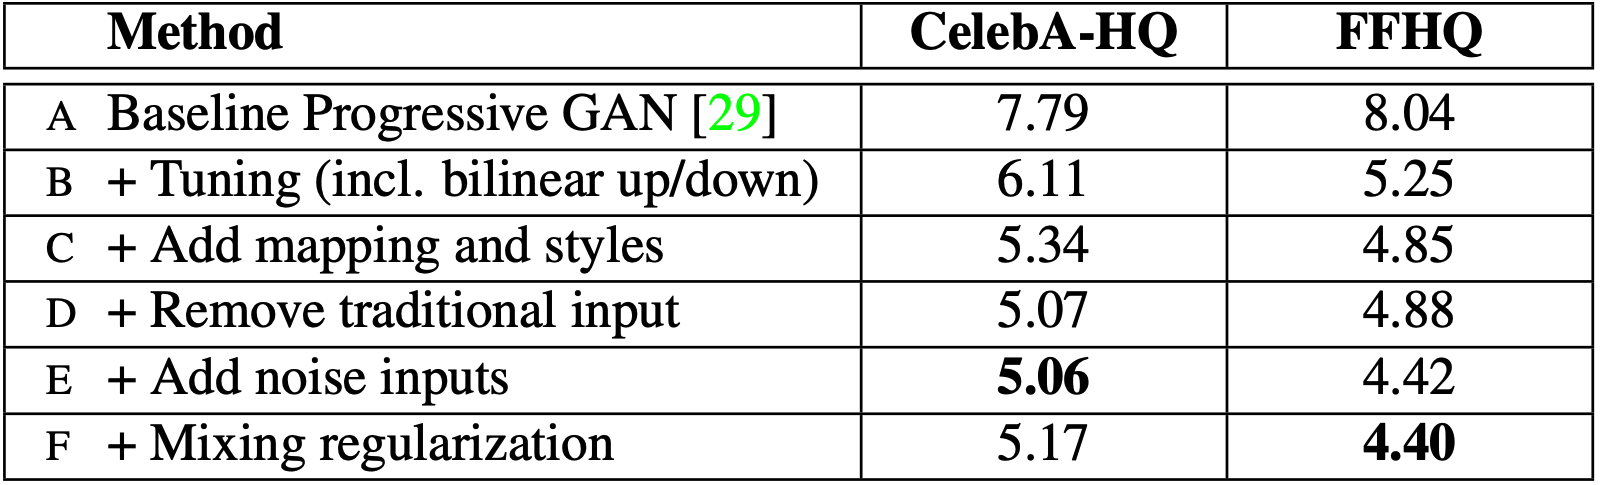 Method CelebA-HQ FFHQ
A Baseline Progressive GAN [29] 7.79 8.04
B + Tuning (incl. bilinear up/down) 6.11 5.25
C + Add mapping and styles 5.34 4.85
D + Remove traditional input 5.07 4.88
E + Add noise inputs 5.06 4.42
F + Mixing regularization 5.17 4.40